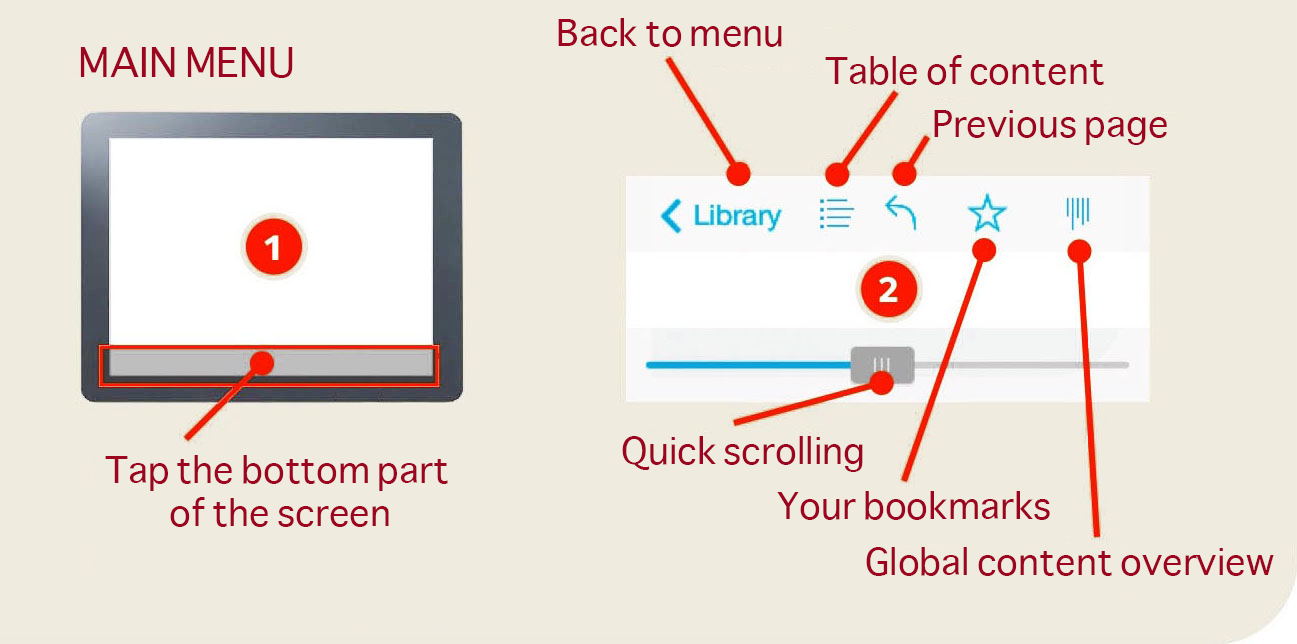 MAIN MENU
1
Tap the bottom part
of the screen
Back to menu
Table of content
Previous page
Library
2
Quick scrolling
Your bookmarks
Global content overview